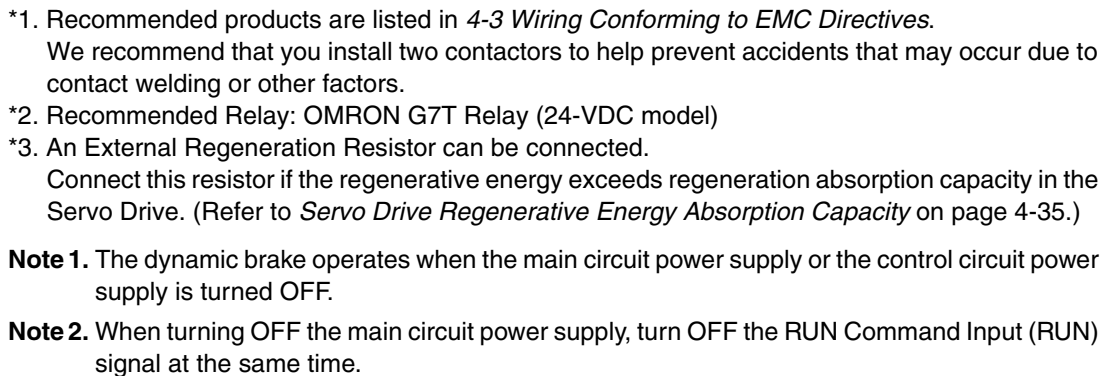 *1. Recommended products are listed in 4-3 Wiring Conforming to EMC Directives.
We recommend that you install two contactors to help prevent accidents that may occur due to
contact welding or other factors.
*2. Recommended Relay: OMRON G7T Relay (24-VDC model)
*3. An External Regeneration Resistor can be connected.
Connect this resistor if the regenerative energy exceeds regeneration absorption capacity in the
Servo Drive. (Refer to Servo Drive Regenerative Energy Absorption Capacity on page 4-35.)
Note 1. The dynamic brake operates when the main circuit power supply or the control circuit power
supply is turned OFF.
Note 2. When turning OFF the main circuit power supply, turn OFF the RUN Command Input (RUN)
signal at the same time.